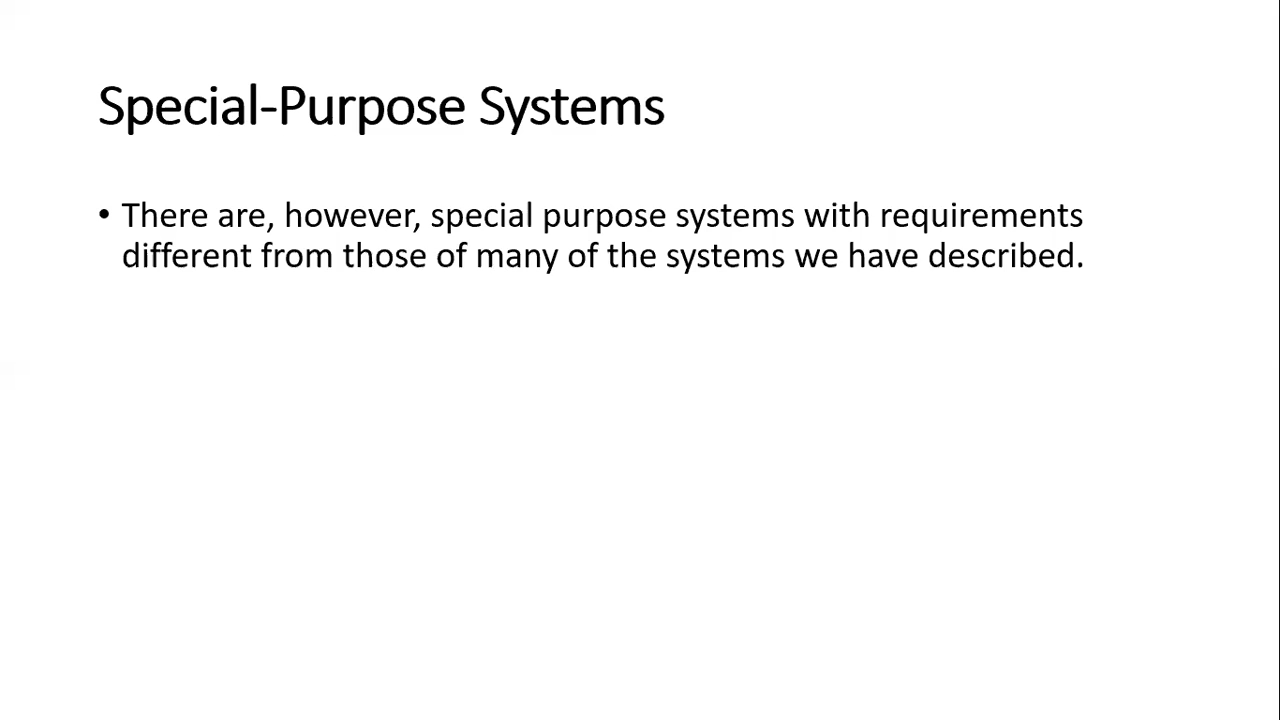 Special-Purpose Systems
• There are, however, special purpose systems with requirements
different from those of many of the systems we have described.